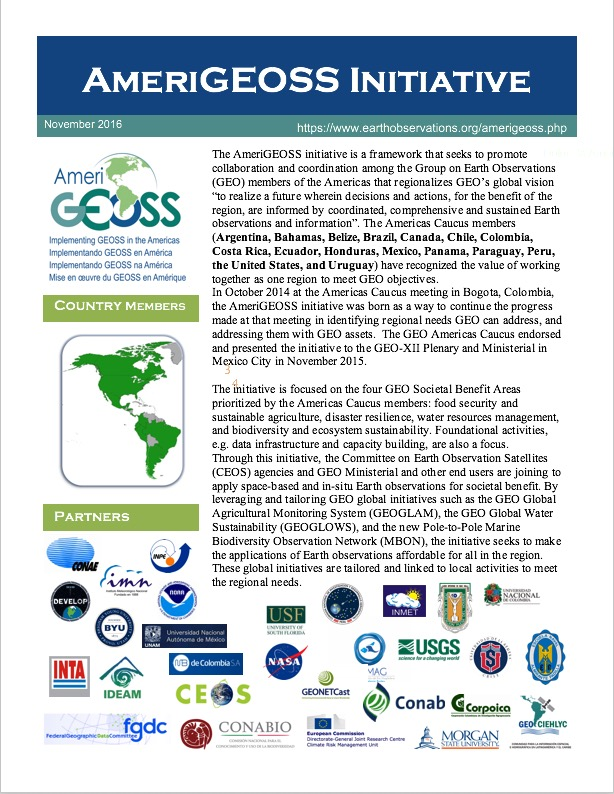 AMERIGEOSS INITIATIVE
November 2016
https://www.earthobservations.org/amerigeoss.php
Ameri
GEOSS
Implementing GEOSS in the Americas
Implementando GEOSS en América
Implementando GEOSS na América
Mise en œuvre du GEOSS en Amérique
COUNTRY MEMBERS
PARTNERS
The AmeriGEOSS initiative is a framework that seeks to promote
collaboration and coordination among the Group on Earth Observations
(GEO) members of the Americas that regionalizes GEO's global vision
"to realize a future wherein decisions and actions, for the benefit of the
region, are informed by coordinated, comprehensive and sustained Earth
observations and information". The Americas Caucus members
(Argentina, Bahamas, Belize, Brazil, Canada, Chile, Colombia,
Costa Rica, Ecuador, Honduras, Mexico, Panama, Paraguay, Peru,
the United States, and Uruguay) have recognized the value of working
together as one region to meet GEO objectives.
In October 2014 at the Americas Caucus meeting in Bogota, Colombia,
the AmeriGEOSS initiative was born as a way to continue the progress
made at that meeting in identifying regional needs GEO can address, and
addressing them with GEO assets. The GEO Americas Caucus endorsed
and presented the initiative to the GEO-XII Plenary and Ministerial in
Mexico City in November 2015.
3
4
The initiative is focused on the four GEO Societal Benefit Areas
prioritized by the Americas Caucus members: food security and
sustainable agriculture, disaster resilience, water resources management,
and biodiversity and ecosystem sustainability. Foundational activities,
e.g. data infrastructure and capacity building, are also a focus.
Through this initiative, the Committee on Earth Observation Satellites
(CEOS) agencies and GEO Ministerial and other end users are joining to
apply space-based and in-situ Earth observations for societal benefit. By
leveraging and tailoring GEO global initiatives such as the GEO Global
Agricultural Monitoring System (GEOGLAM), the GEO Global Water
Sustainability (GEOGLOWS), and the new Pole-to-Pole Marine
Biodiversity Observation Network (MBON), the initiative seeks to make
the applications of Earth observations affordable for all in the region.
These global initiatives are tailored and linked to local activities to meet
the regional needs.
CONAE
INPE
imn
Instituto Meteorológico Nacional
DEVELOP
NOAA
BYU
UNAM
Universidad Nacional
Autónoma de México
USF
UNIVERSITY OF
SOUTH FLORIDA
INMET
UNIVERSIDAD
NACIONAL
DE COLOMBIA
INTA
IDEAM
de Colombia S.A
NASA
MAG
USGS
science for a changing world
CEOS
GEONETCast
Conab
Corpoica
GEO CIEHLYC
fgdc
Federal Geographic Data Committee
CONABIO
COMISIÓN NACIONAL PARA EL
CONOCIMIENTO Y USO DE LA BIODIVERSIDAD
European Commission
Directorate-General Joint Research Centre
Climate Risk Management Unit
MORGAN
STATE UNIVERSITY